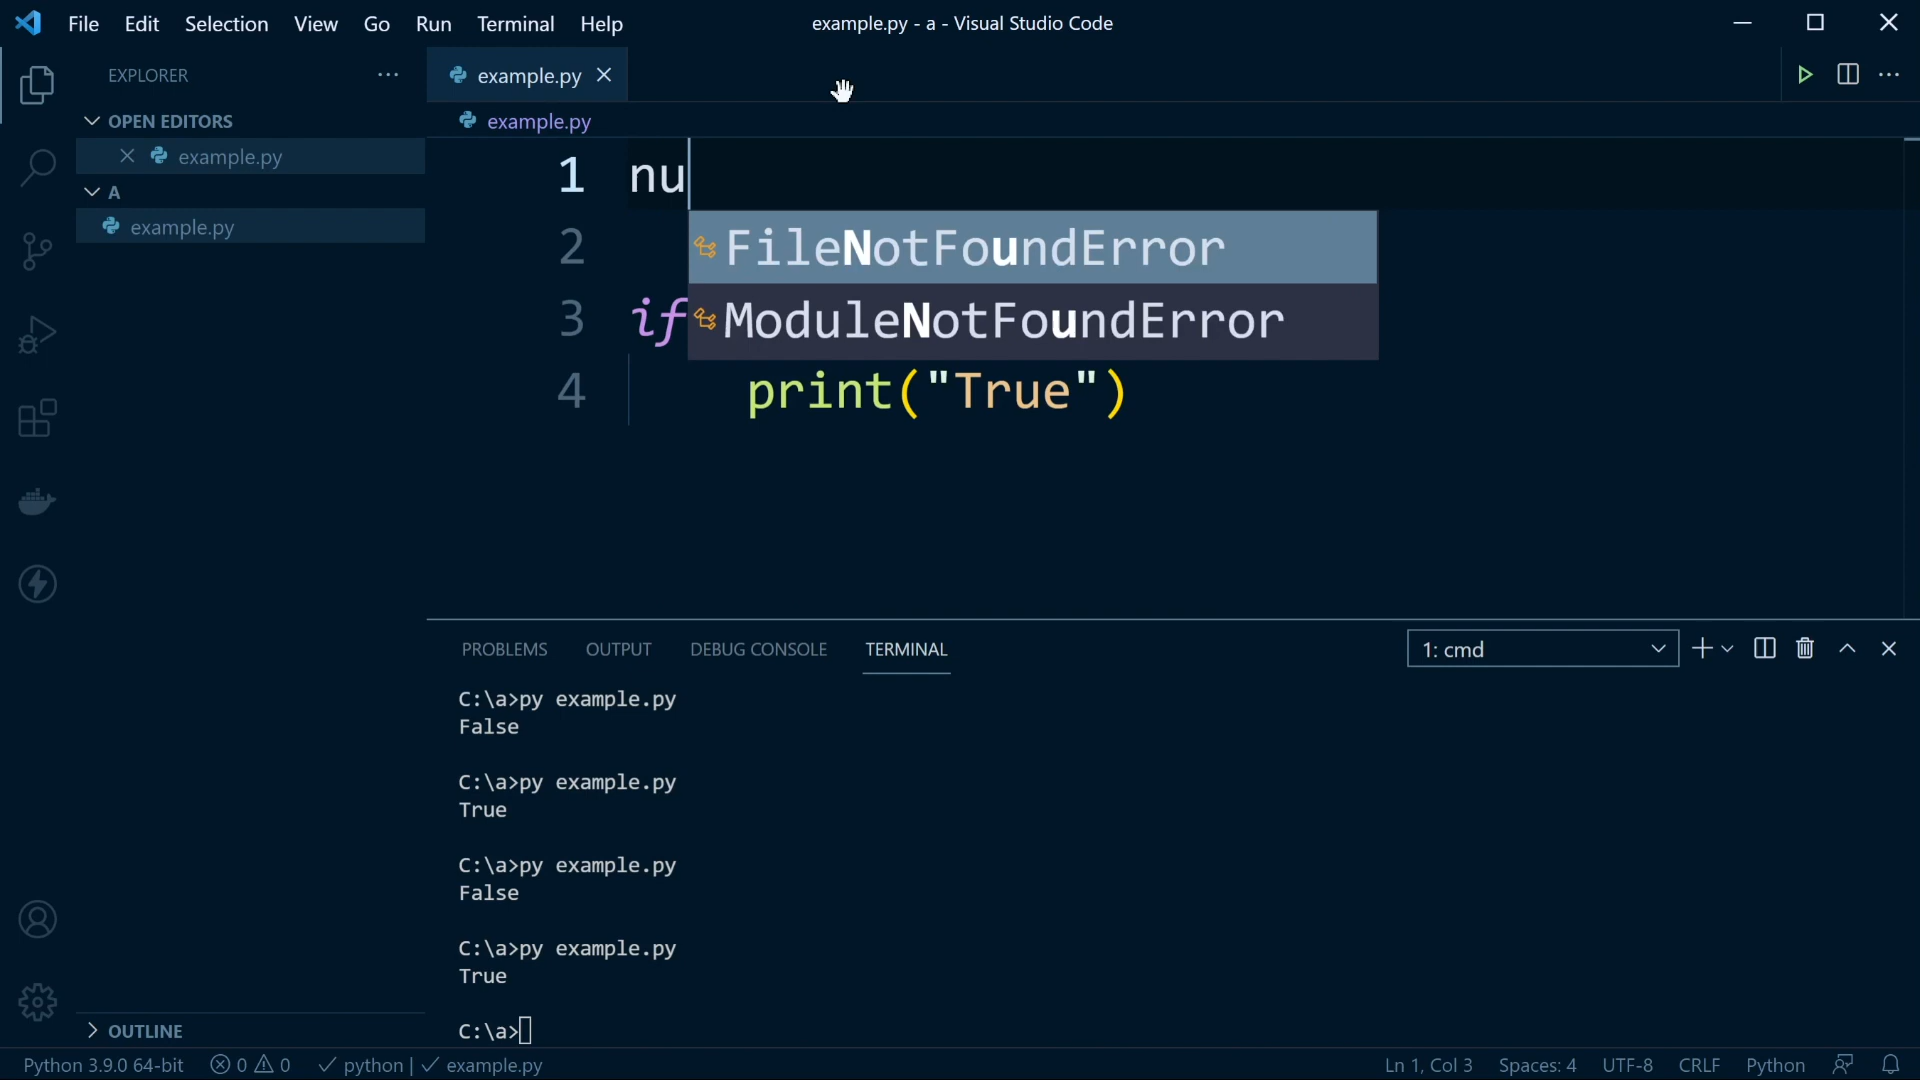 File Edit Selection View Go Run Terminal Help
example.py - a - Visual Studio Code
EXPLORER
OPEN EDITORS
example.py
A
example.py
OUTLINE
example.py
example.py
1 nu
2
FileNotFoundError
3 if
ModuleNotFoundError
4 print("True")
PROBLEMS OUTPUT DEBUG CONSOLE TERMINAL
1: cmd
C:\a>py example.py
False
C:\a>py example.py
True
C:\a>py example.py
False
C:\a>py example.py
True
C:\a>
Python 3.9.0 64-bit 0 0 python | example.py
Ln 1, Col 3 Spaces: 4 UTF-8 CRLF Python